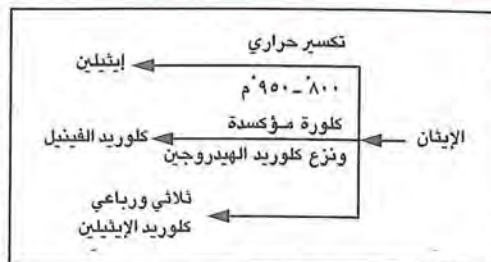 تكسير حراري
إيثيلين
٨٠٠ْ ـ ٩٥٠ْم
كلورة مؤكسدة
الإيثان
كلوريد الفينيل
ونزع كلوريد الهيدروجين
ثلاثي ورباعي
كلوريد الإيثيلين